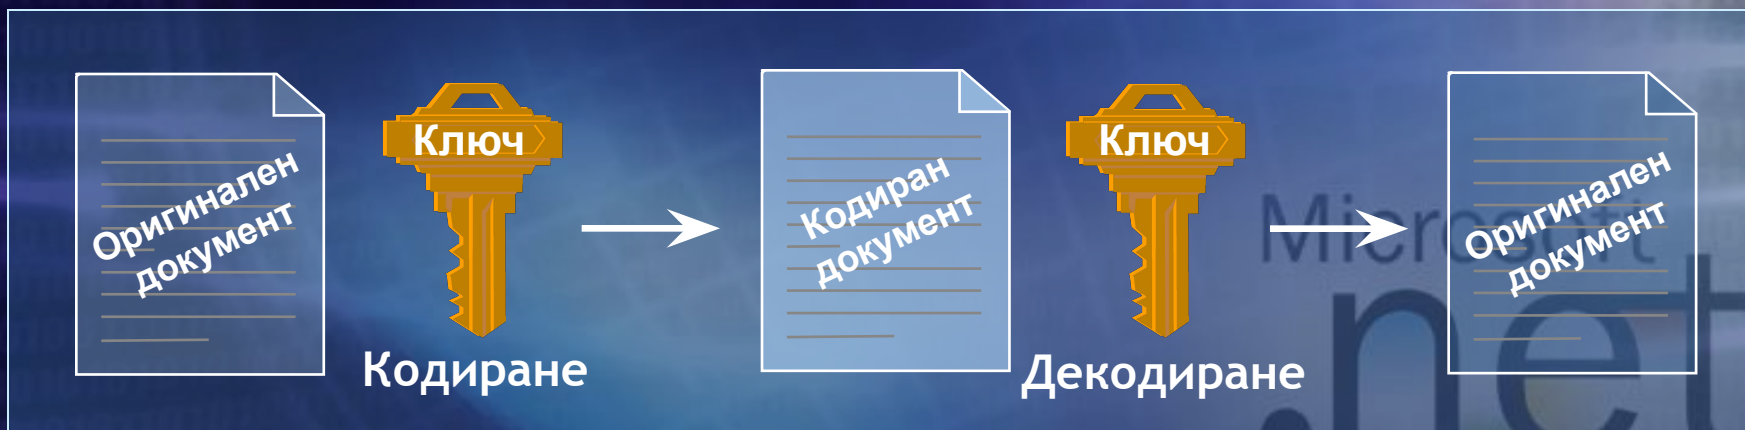 Оригинален
документ
Ключ
Кодиране
Кодиран
документ
Ключ
Декодиране
Оригинален
документ
Microsoft
.net